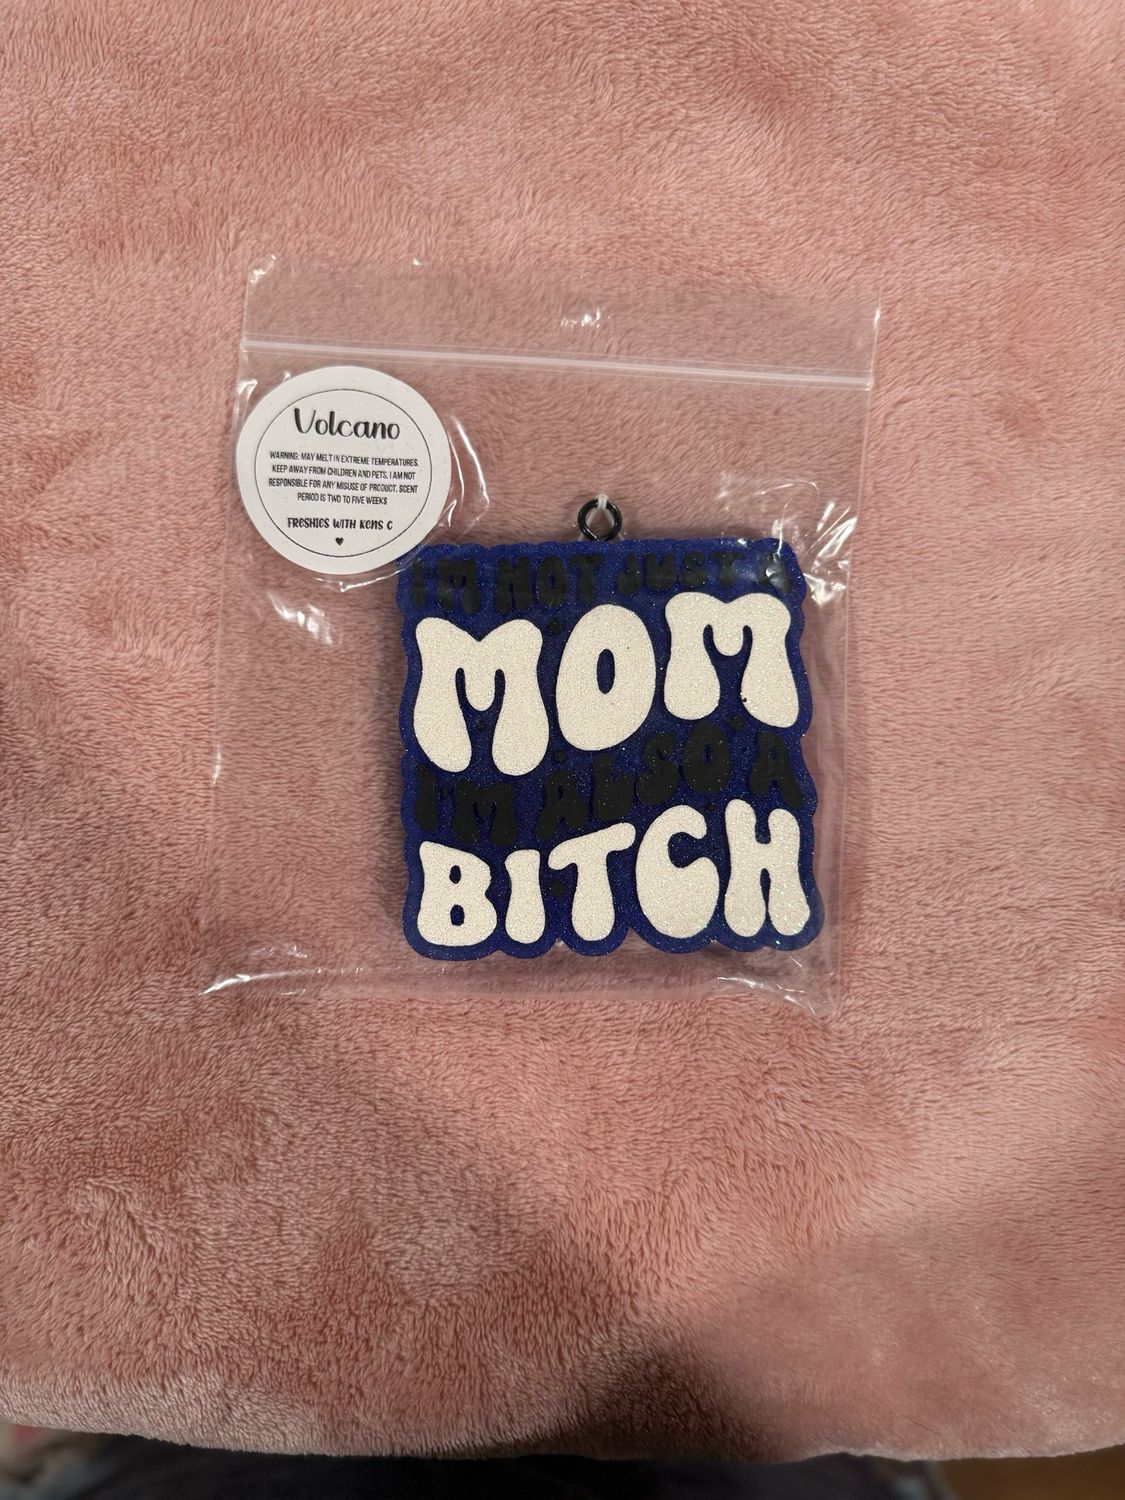 Volcano
WARNING: MAY MELT IN EXTREME TEMPERATURES.
KEEP AWAY FROM CHILDREN AND PETS. I AM NOT
RESPONSIBLE FOR ANY MISUSE OF PRODUCT. SCENT
PERIOD IS TWO TO FIVE WEEKS
FRESHIES WITH KENS C
I'M NOT JUST A
MOM
I'M ALSO A
BITCH